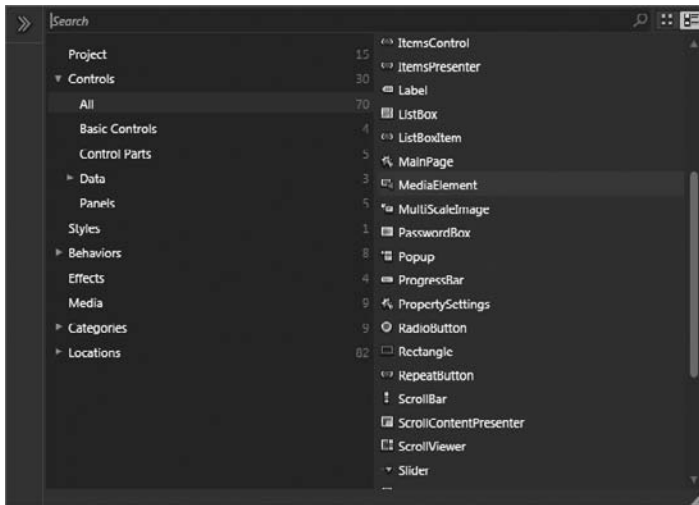 Search
Project 15
Controls 30
All 70
Basic Controls 4
Control Parts 5
Data 3
Panels 5
Styles 1
Behaviors 8
Effects 4
Media 9
Categories 9
Locations 82
ItemsControl
ItemsPresenter
Label
ListBox
ListBoxItem
MainPage
MediaElement
MultiScaleImage
PasswordBox
Popup
ProgressBar
PropertySettings
RadioButton
Rectangle
RepeatButton
ScrollBar
ScrollContentPresenter
ScrollViewer
Slider